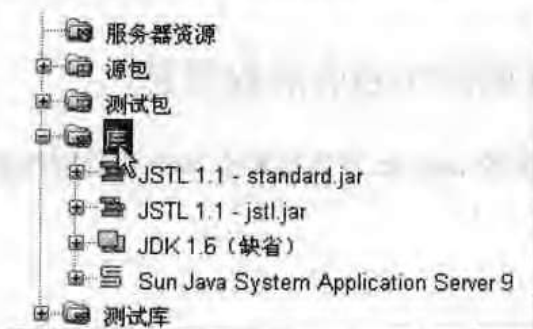 服务器资源
源包
测试包
库
JSTL 1.1 - standard.jar
JSTL 1.1 - jstl.jar
JDK 1.6（缺省）
Sun Java System Application Server 9
测试库